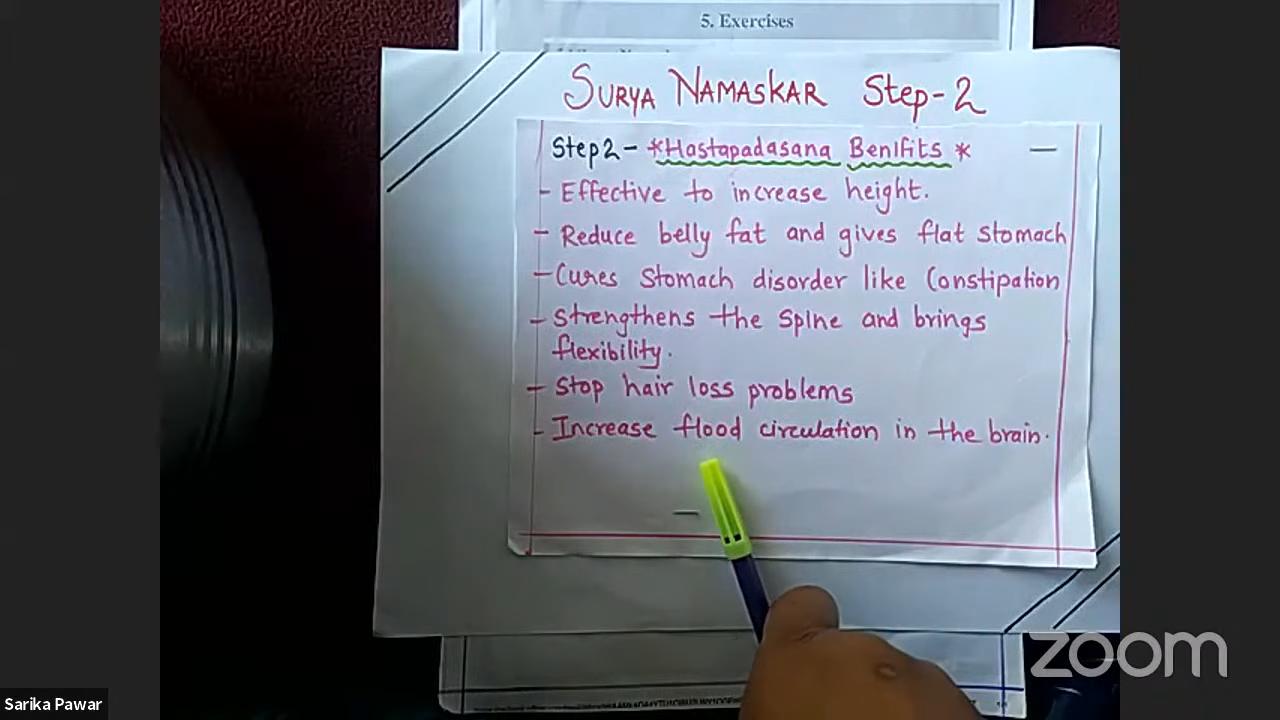 5. Exercises
SURYA NAMASKAR Step-2
Step2- *Hastapadasana Benifits *
- Effective to increase height.
- Reduce belly fat and gives flat stomach
- Cures Stomach disorder like Constipation
- Strengthens the Spine and brings
flexibility.
- Stop hair loss problems
- Increase flood circulation in the brain.
zoom
Sarika Pawar